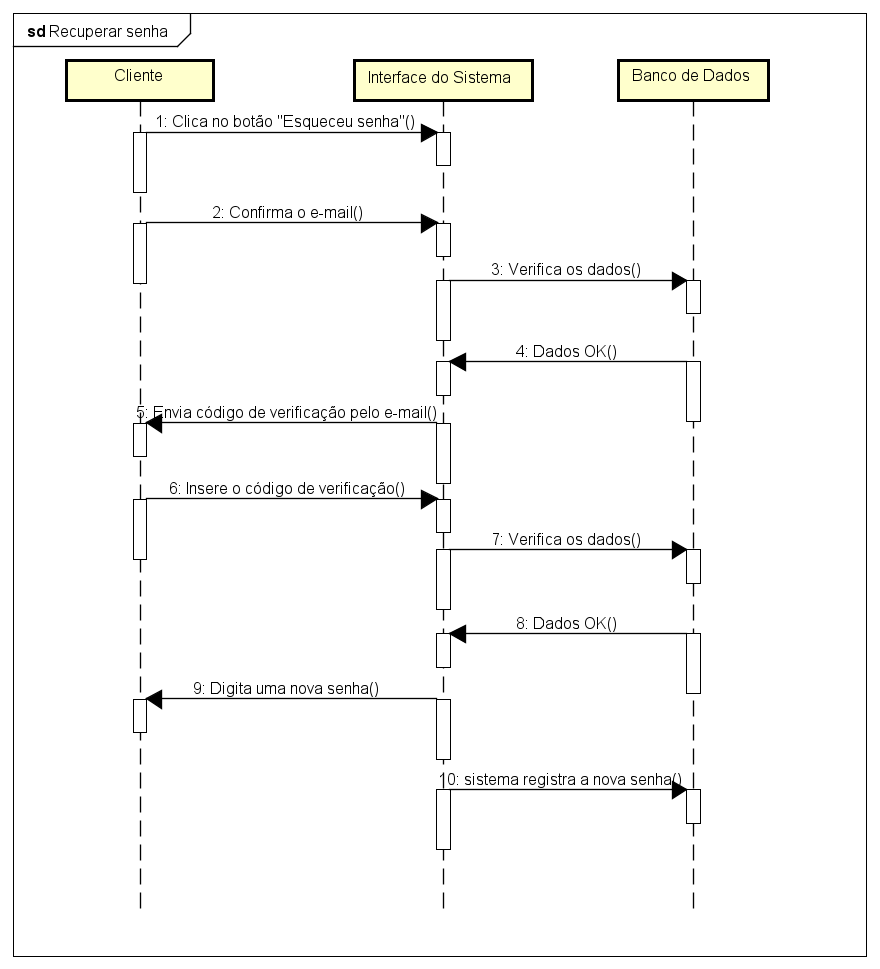 sd Recuperar senha
Cliente
Interface do Sistema
Banco de Dados
1: Clica no botão "Esqueceu senha"()
2: Confirma o e-mail()
3: Verifica os dados()
4: Dados OK()
5: Envia código de verificação pelo e-mail()
6: Insere o código de verificação()
7: Verifica os dados()
8: Dados OK()
9: Digita uma nova senha()
10: sistema registra a nova senha()